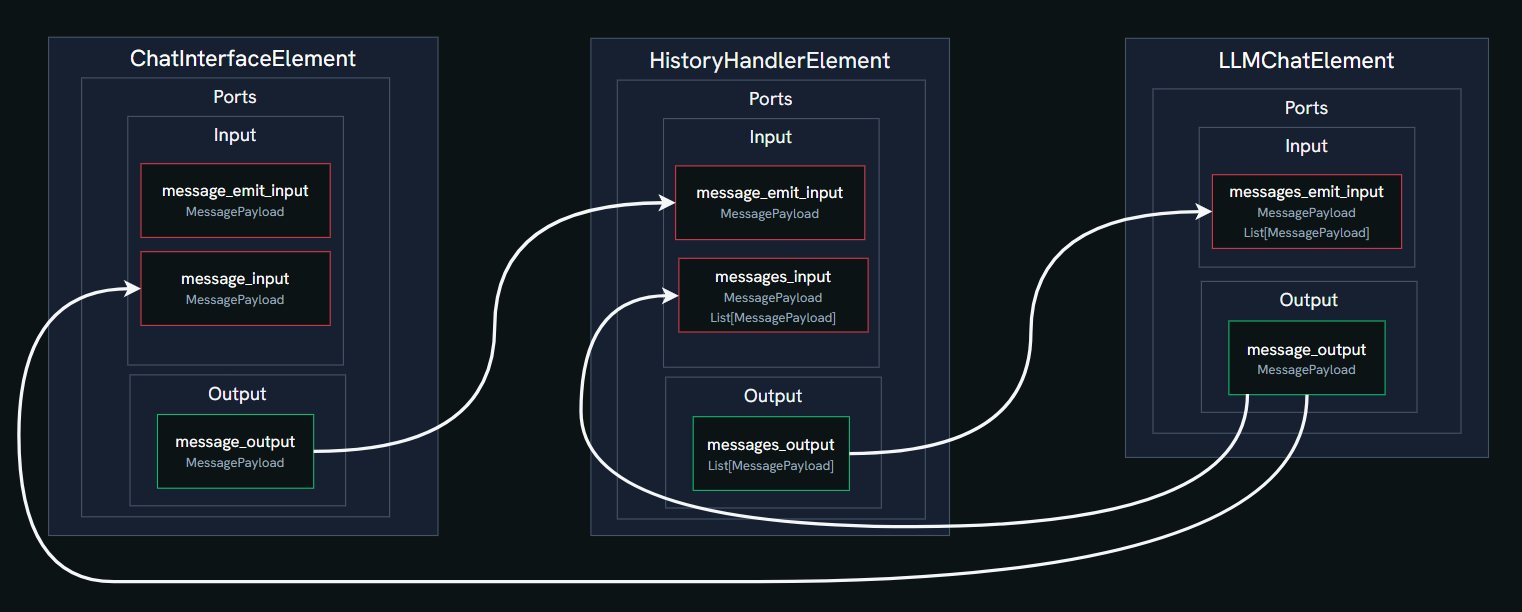 ChatInterfaceElement
Ports
Input
message_emit_input
MessagePayload
message_input
MessagePayload
Output
message_output
MessagePayload
HistoryHandlerElement
Ports
Input
message_emit_input
MessagePayload
messages_input
MessagePayload
List[MessagePayload]
Output
messages_output
List[MessagePayload]
LLMChatElement
Ports
Input
messages_emit_input
MessagePayload
List[MessagePayload]
Output
message_output
MessagePayload